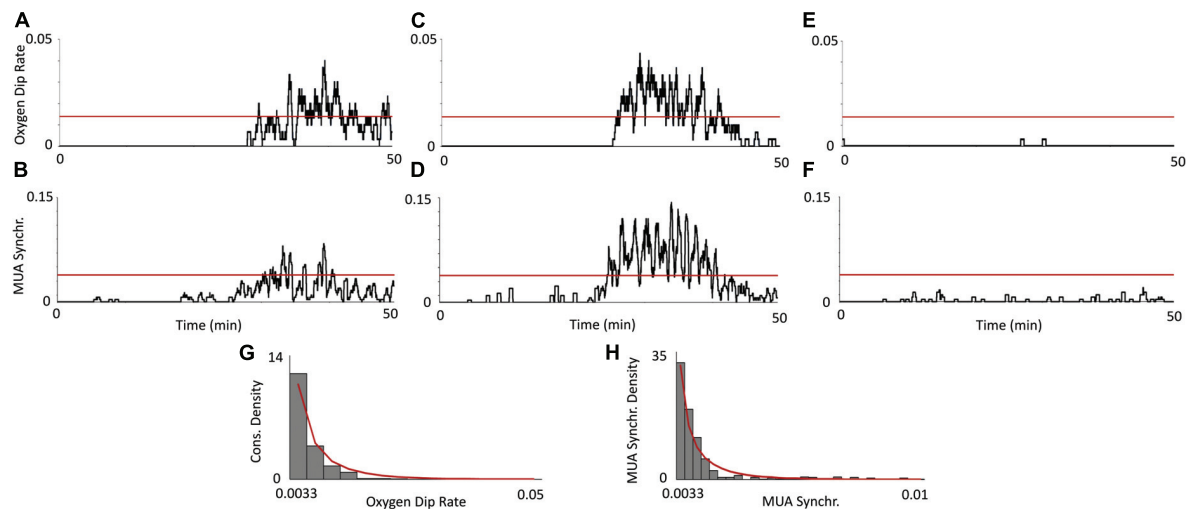 A
C
E
0.05
0.05
0.05
Oxygen Dip Rate
0
0
0
0
50
0
50
0
50
B
D
F
0.15
0.15
0.15
MUA Synchr.
0
0
0
0
Time (min)
50
0
Time (min)
50
0
Time (min)
50
G
H
14
35
Cons. Density
MUA Synchr. Density
0
0
0.0033
Oxygen Dip Rate
0.05
0.0033
MUA Synchr.
0.01